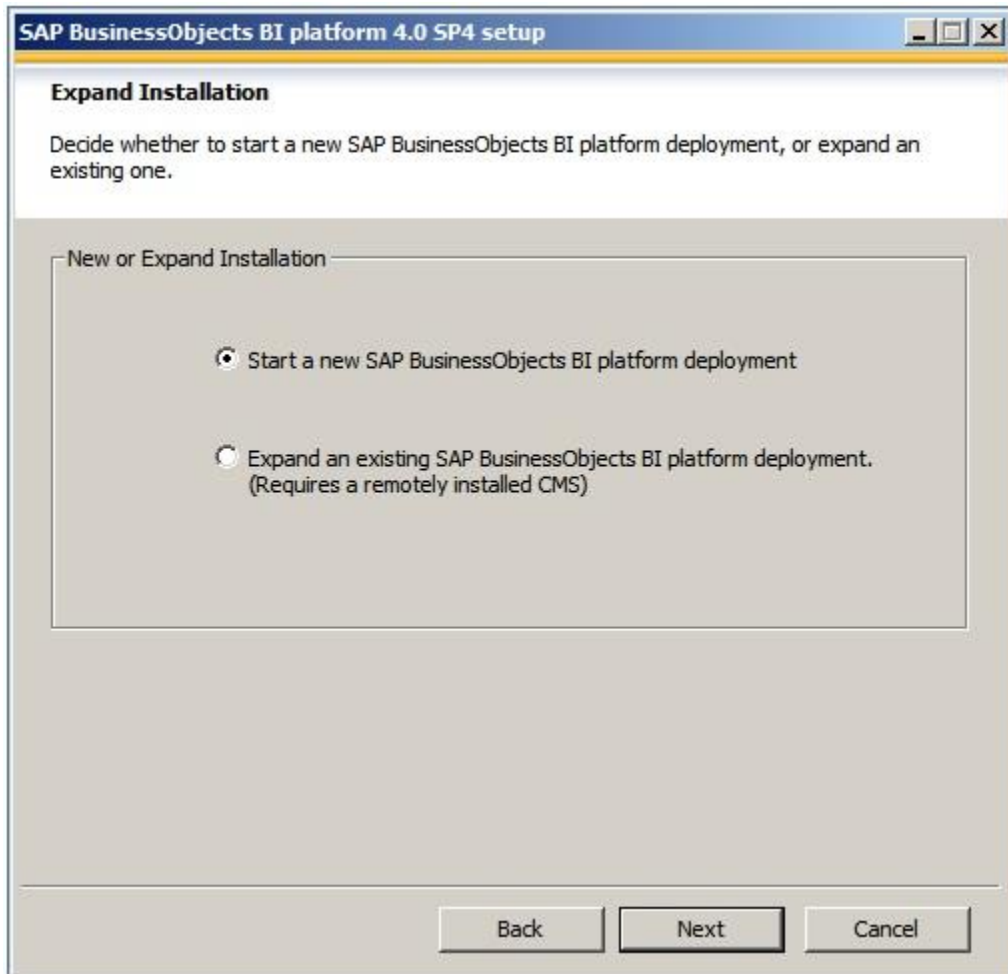 SAP BusinessObjects BI platform 4.0 SP4 setup
Expand Installation
Decide whether to start a new SAP BusinessObjects BI platform deployment, or expand an
existing one.
New or Expand Installation
Start a new SAP BusinessObjects BI platform deployment
Expand an existing SAP BusinessObjects BI platform deployment.
(Requires a remotely installed CMS)
Back Next Cancel